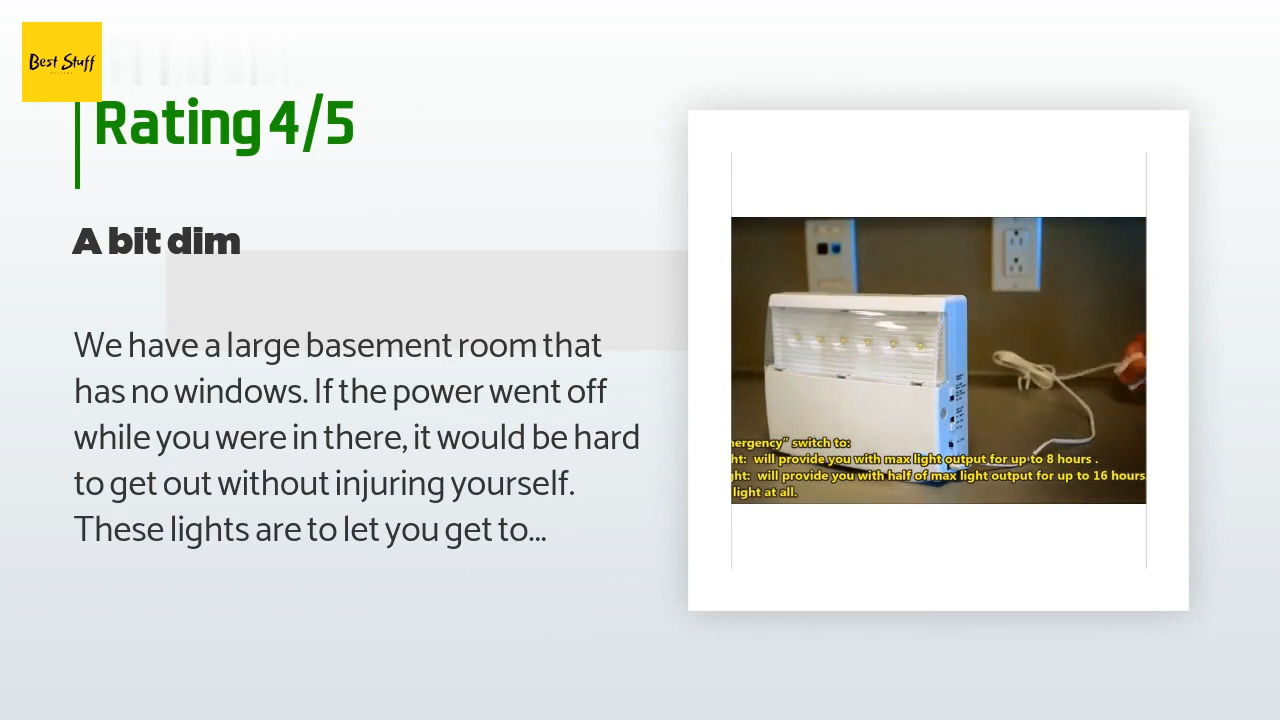 Best Stuff
Rating 4/5
A bit dim
We have a large basement room that
has no windows. If the power went off
while you were in there, it would be hard
to get out without injuring yourself.
These lights are to let you get to...
nergency" switch to:
ht: will provide you with max light output for up to 8 hours .
ght: will provide you with half of max light output for up to 16 hours
light at all.